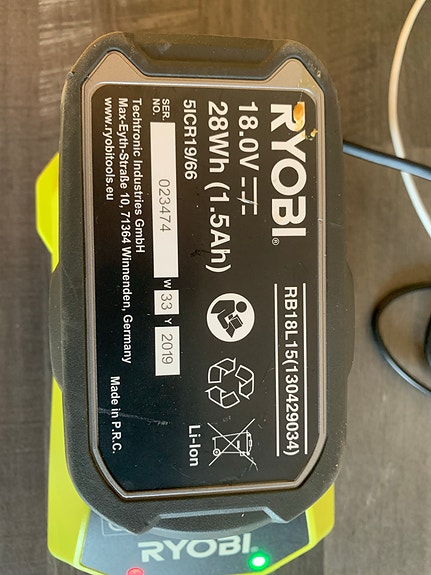 RYOBI®
RB18L15(130429034)
18.0V
28Wh (1.5Ah)
5ICR19/66
Li-Ion
SER. NO. 023474 W 33 Y 2019
Techtronic Industries GmbH
Max-Eyth-Straße 10, 71364 Winnenden, Germany
www.ryobitools.eu
Made in P.R.C.
RYOBI